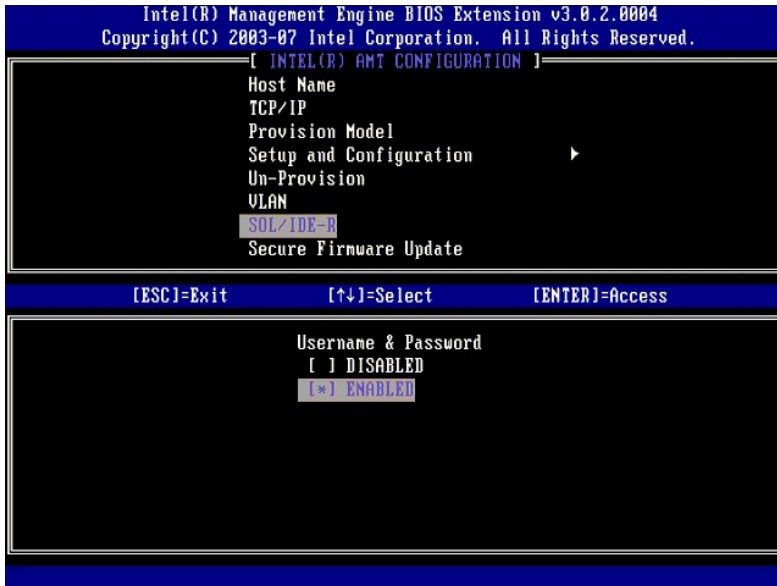 Intel(R) Management Engine BIOS Extension v3.0.2.0004
Copyright(C) 2003-07 Intel Corporation. All Rights Reserved.
[ INTEL(R) AMT CONFIGURATION ]
Host Name
TCP/IP
Provision Model
Setup and Configuration
Un-Provision
VLAN
SOL/IDE-R
Secure Firmware Update
[ESC]=Exit [↑↓]=Select [ENTER]=Access
Username & Password
[ ] DISABLED
[*] ENABLED